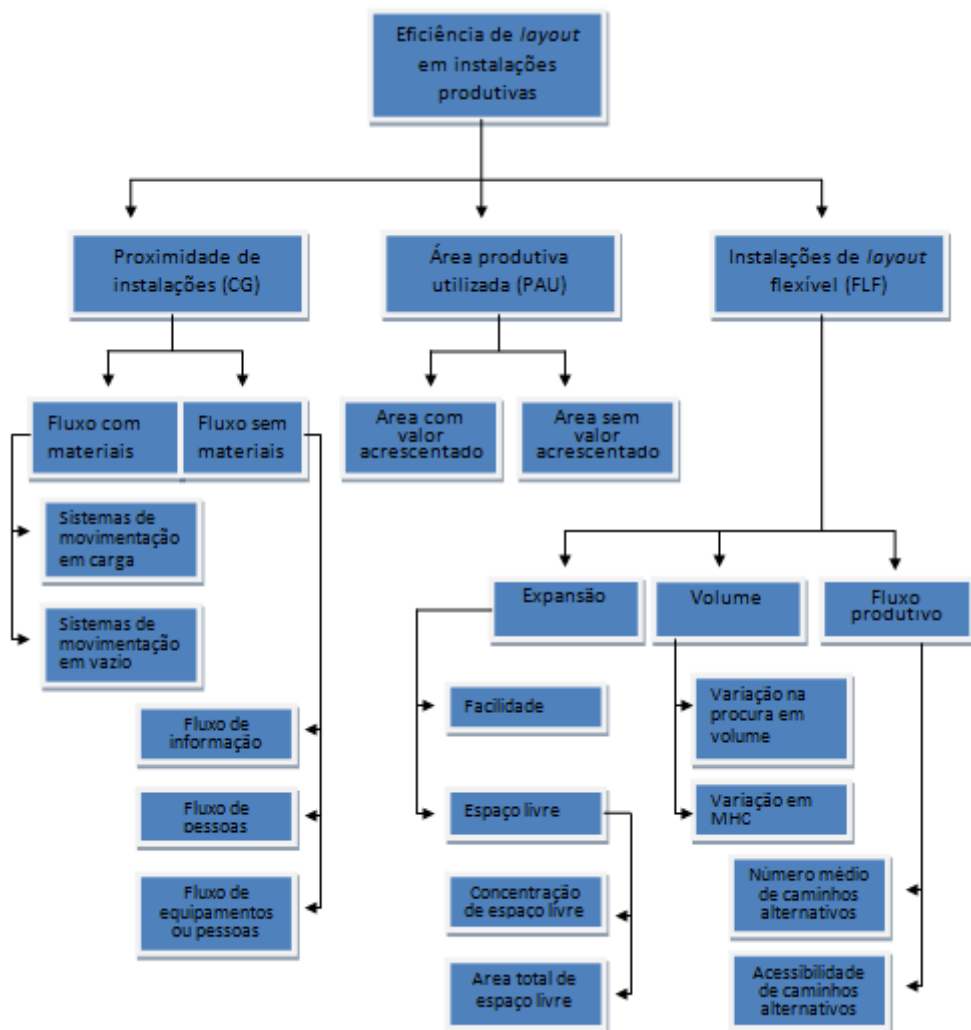 Eficiência de layout
em instalações
produtivas
Proximidade de
instalações (CG)
Área produtiva
utilizada (PAU)
Instalações de layout
flexível (FLF)
Fluxo com
materiais
Fluxo sem
materiais
Area com
valor
acrescentado
Area sem
valor
acrescentado
Sistemas de
movimentação
em carga
Sistemas de
movimentação
em vazio
Fluxo de
informação
Fluxo de
pessoas
Fluxo de
equipamentos
ou pessoas
Expansão
Volume
Fluxo
produtivo
Facilidade
Espaço livre
Concentração
de espaço livre
Area total de
espaço livre
Variação na
procura em
volume
Variação em
MHC
Número médio
de caminhos
alternativos
Acessibilidade
de caminhos
alternativos